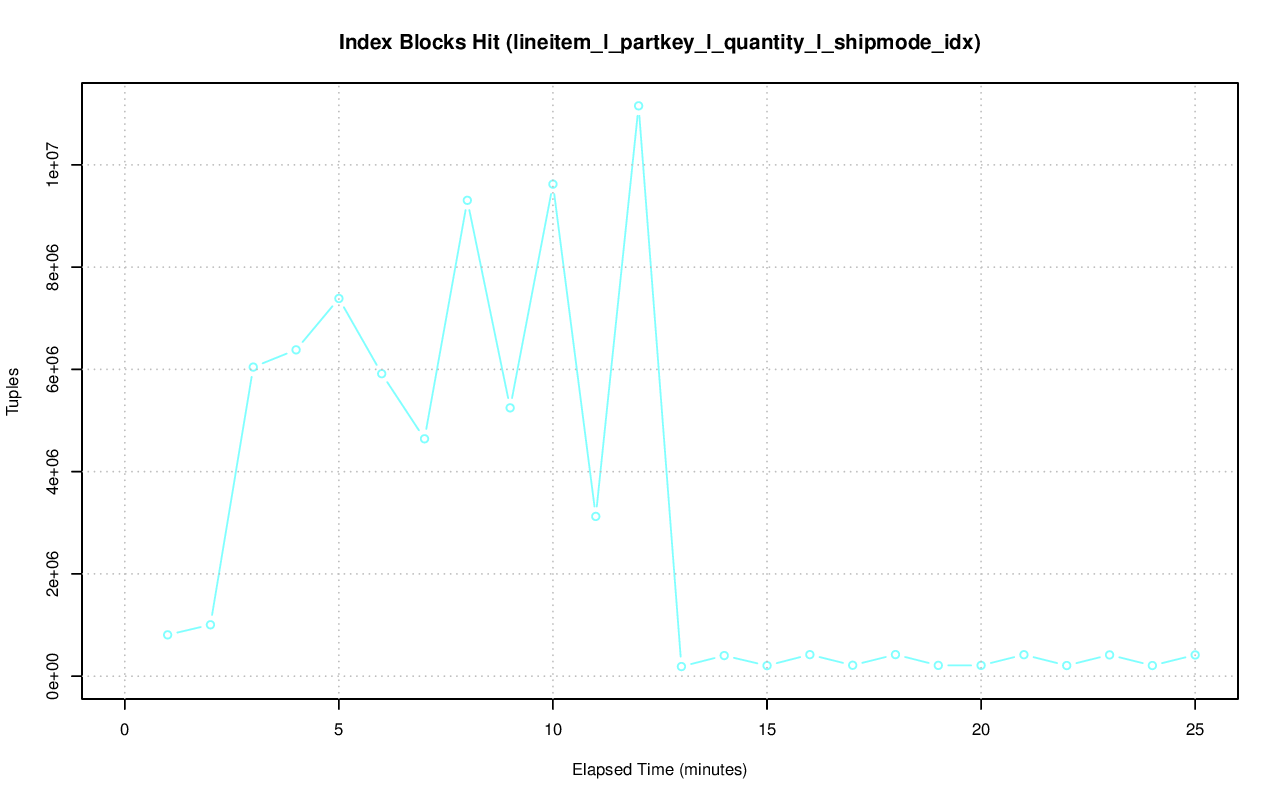 Index Blocks Hit (lineitem_l_partkey_l_quantity_l_shipmode_idx)
Tuples
1e+07
8e+06
6e+06
4e+06
2e+06
0e+00
0 5 10 15 20 25
Elapsed Time (minutes)